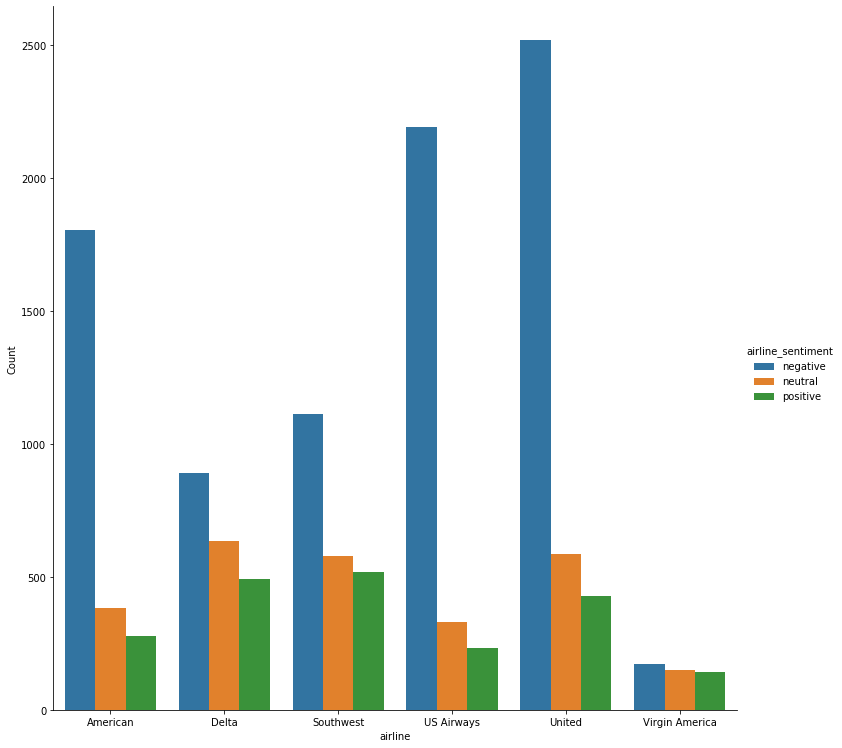 2500
2000
1500
1000
500
0
Count
American Delta Southwest US Airways United Virgin America
airline
airline_sentiment
negative
neutral
positive